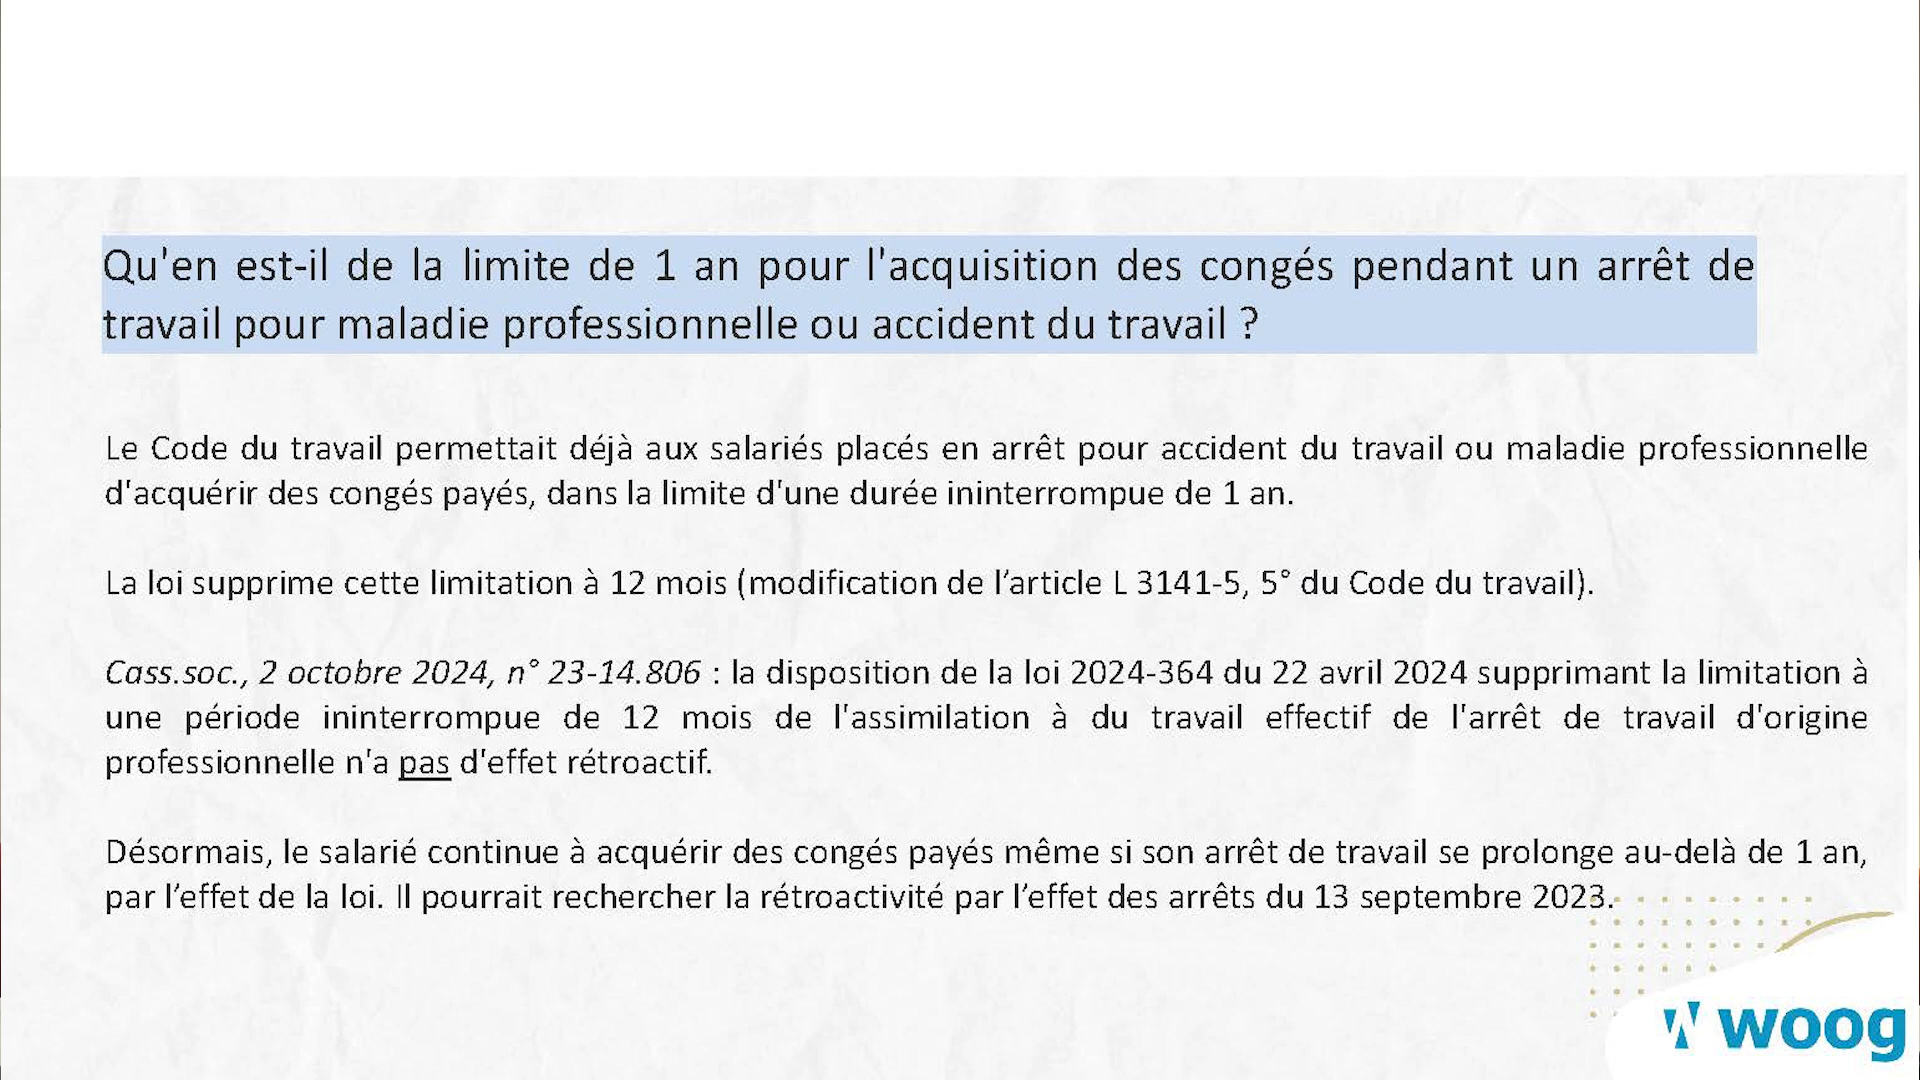 Qu'en est-il de la limite de 1 an pour l'acquisition des congés pendant un arrêt de
travail pour maladie professionnelle ou accident du travail ?
Le Code du travail permettait déjà aux salariés placés en arrêt pour accident du travail ou maladie professionnelle
d'acquérir des congés payés, dans la limite d'une durée ininterrompue de 1 an.
La loi supprime cette limitation à 12 mois (modification de l’article L 3141-5, 5° du Code du travail).
Cass.soc., 2 octobre 2024, n° 23-14.806 : la disposition de la loi 2024-364 du 22 avril 2024 supprimant la limitation à
une période ininterrompue de 12 mois de l'assimilation à du travail effectif de l'arrêt de travail d'origine
professionnelle n'a pas d'effet rétroactif.
Désormais, le salarié continue à acquérir des congés payés même si son arrêt de travail se prolonge au-delà de 1 an,
par l’effet de la loi. Il pourrait rechercher la rétroactivité par l’effet des arrêts du 13 septembre 2023.
woog